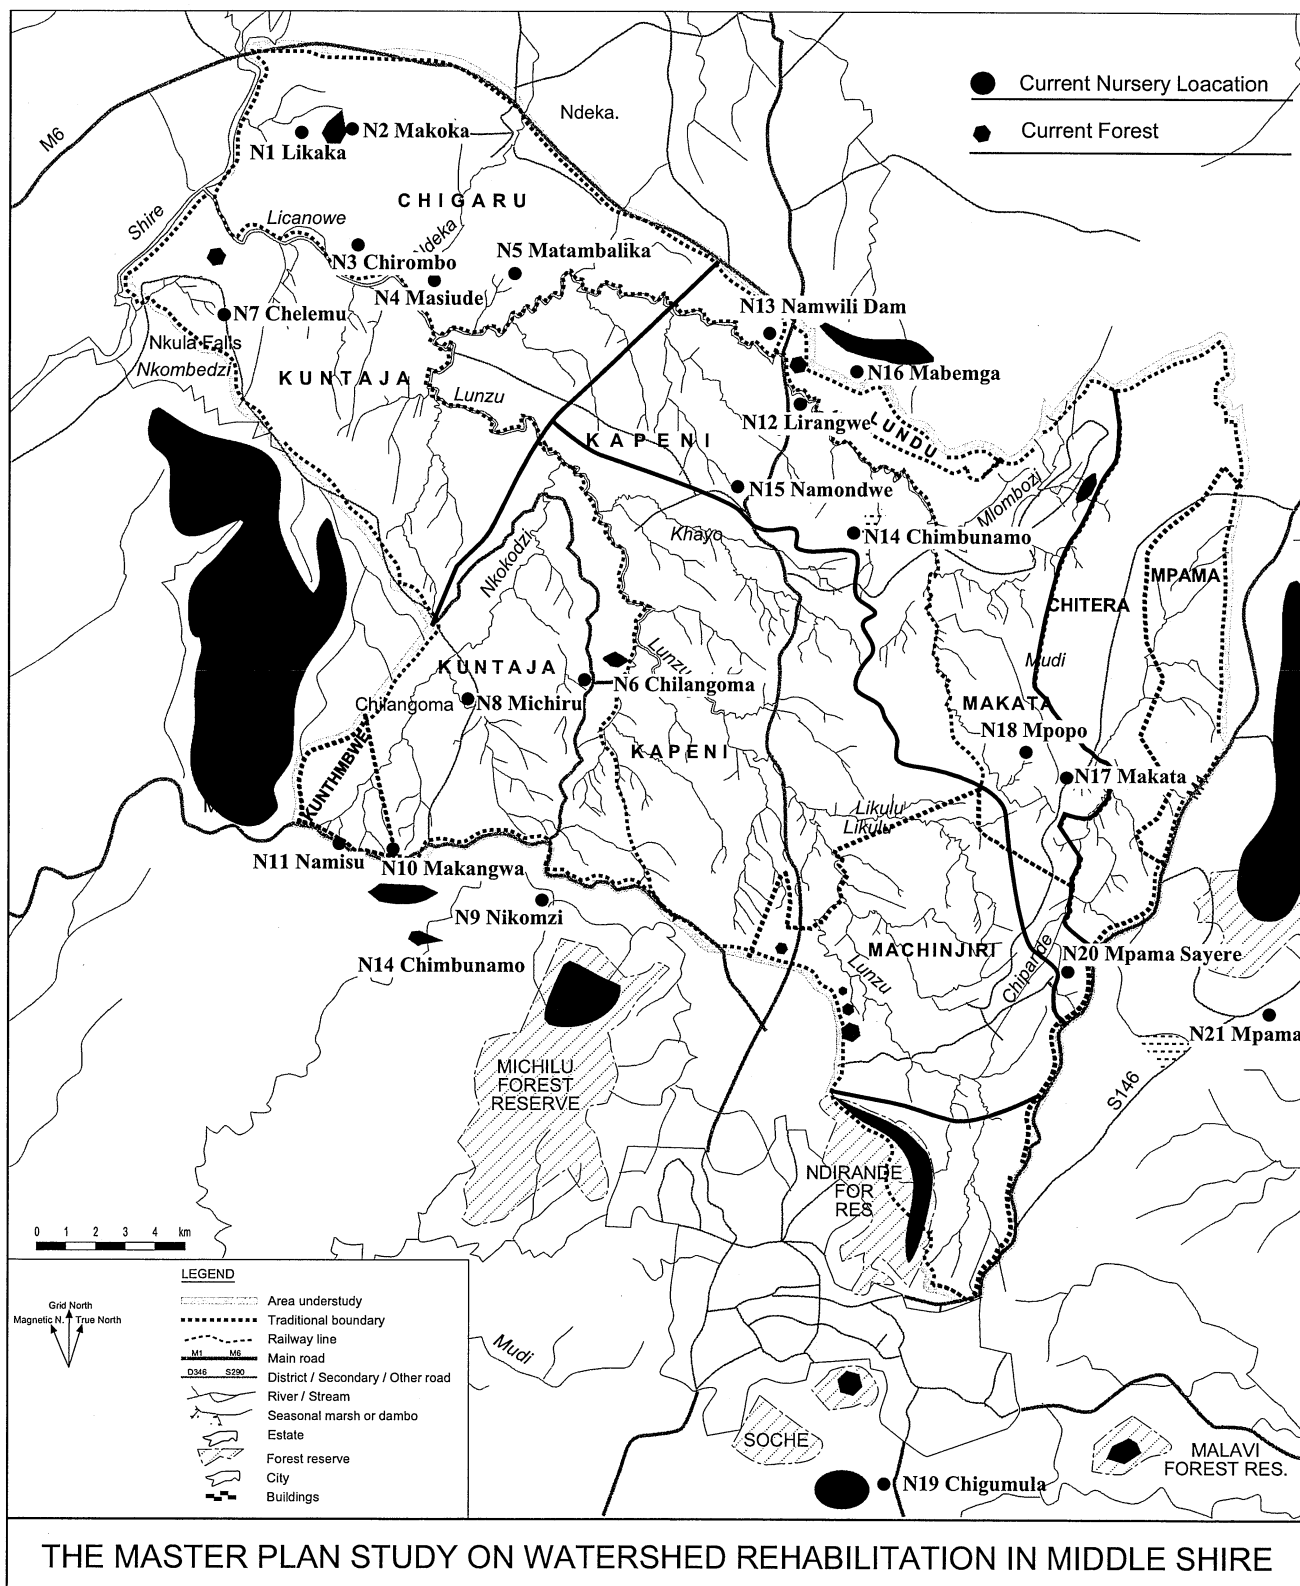 Current Nursery Loacation
Current Forest
Ndeka.
M6
N2 Makoka
N1 Likaka
CHIGARU
Shire
Licanowe
Ndeka
N3 Chirombo
N5 Matambalika
N4 Masiude
N7 Chelemu
N13 Namwili Dam
Nkula Falls
Nkombedzi
KUNTAJA
Lunzu
N16 Mabemga
N12 Lirangwe
LUNDU
KAPENI
N15 Namondwe
Mlombozi
Khayo
N14 Chimbunamo
Nkokodzi
MPAMA
CHITERA
Lunzu
Mudi
KUNTAJA
N6 Chilangoma
Chilangoma
N8 Michiru
MAKATA
N18 Mpopo
KAPENI
KUNTHMBWE
N17 Makata
Likulu
Likulu
N11 Namisu
N10 Makangwa
N9 Nikomzi
N14 Chimbunamo
MACHINJIRI
Lunzu
Chipande
N20 Mpama Sayere
N21 Mpama
MICHILU
FOREST
RESERVE
S146
NDIRANDE
FOR
RES
0 1 2 3 4 km
LEGEND
Grid North
Magnetic N. True North
Area understudy
Traditional boundary
Railway line
M1 M6 Main road
D346 S290 District / Secondary / Other road
River / Stream
Seasonal marsh or dambo
Estate
Forest reserve
City
Buildings
Mudi
SOCHE
MALAVI
FOREST RES.
N19 Chigumula
THE MASTER PLAN STUDY ON WATERSHED REHABILITATION IN MIDDLE SHIRE